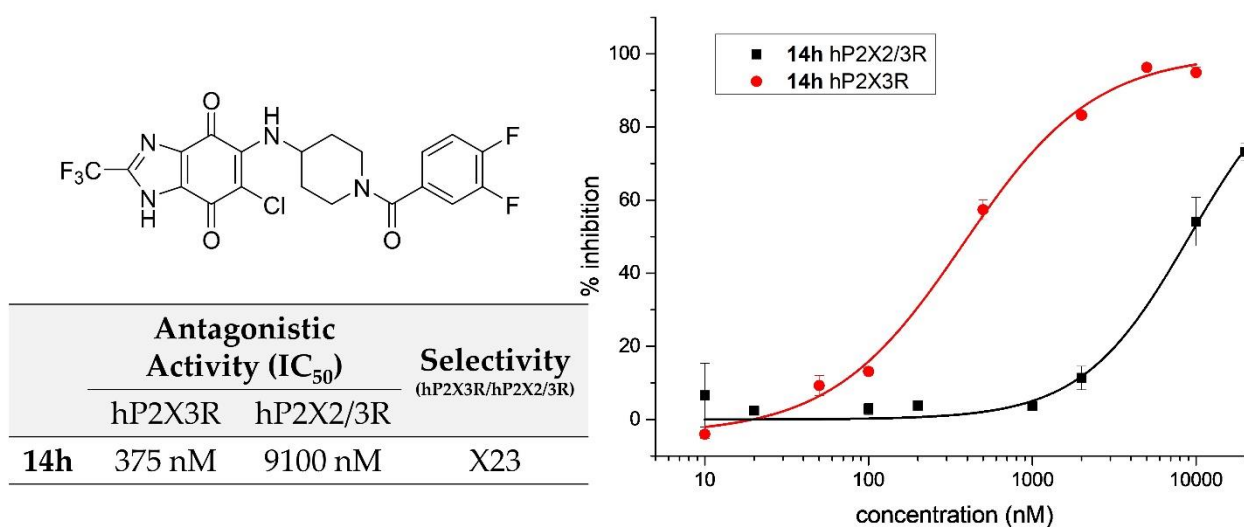 O
H
N
N
F
F₃C
N
H
Cl
N
F
O
O
Antagonistic
Activity (IC₅₀)
Selectivity
(hP2X3R/hP2X2/3R)
hP2X3R hP2X2/3R
14h 375 nM 9100 nM X23
14h hP2X2/3R
14h hP2X3R
% inhibition
100
80
60
40
20
0
10 100 1000 10000
concentration (nM)